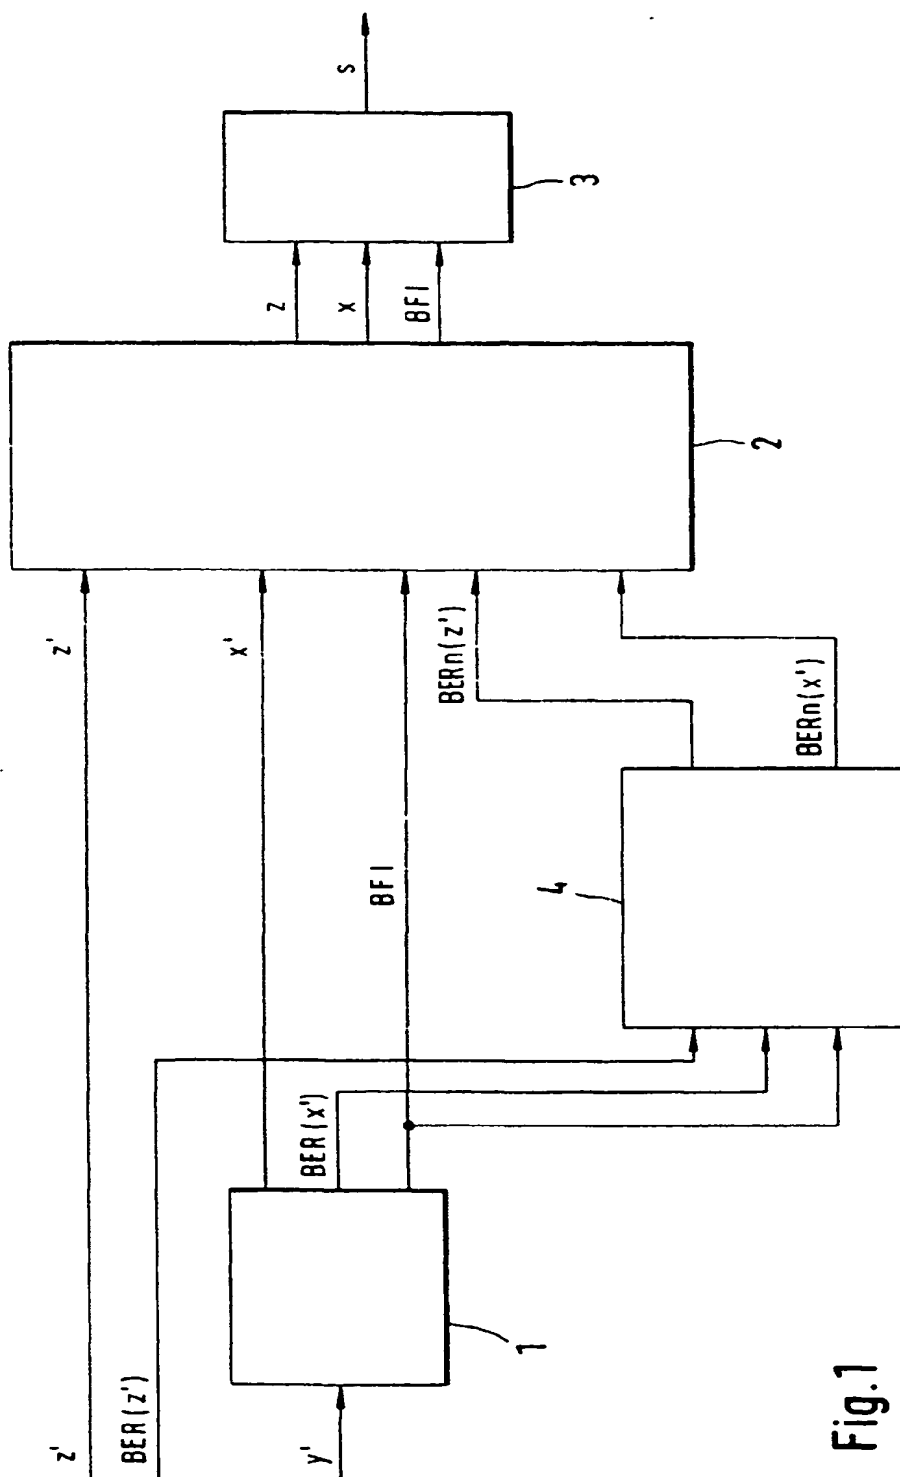 z'
BER(z')
y'
1
BER(x')
BFI
4
z'
x'
BERn(z')
BERn(x')
2
z
x
BFI
3
s
Fig.1